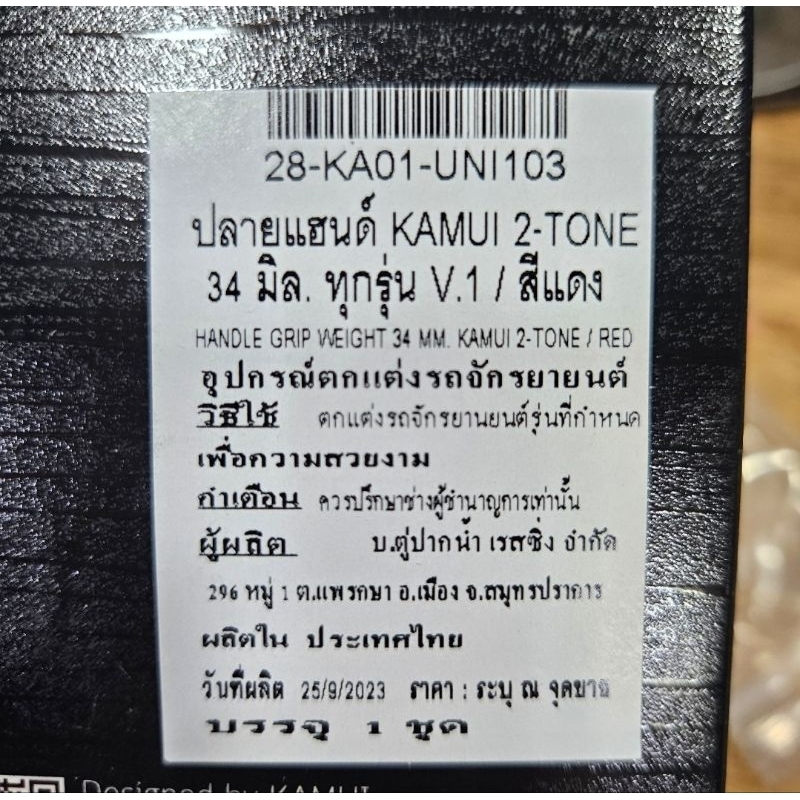 28-KA01-UNI103
ปลายแฮนด์ KAMUI 2-TONE
34 มิล. ทุกรุ่น V.1 / สีแดง
HANDLE GRIP WEIGHT 34 MM. KAMUI 2-TONE / RED
อุปกรณ์ตกแต่งรถจักรยายนต์
วิธีใช้ ตกแต่งรถจักรยานยนต์รุ่นที่กำหนด
เพื่อความสวยงาม
คำเตือน ควรปรึกษาช่างผู้ชำนาญการเท่านั้น
ผู้ผลิต บ.ตู่ปากน้ำ เรสซิ่ง จำกัด
296 หมู่ 1 ต.แพรกษา อ.เมือง จ.สมุทรปราการ
ผลิตใน ประเทศไทย
วันที่ผลิต 25/9/2023 ราคา : ระบุ ณ จุดขาย
บรรจุ 1 ชุด
Designed by KAMUI